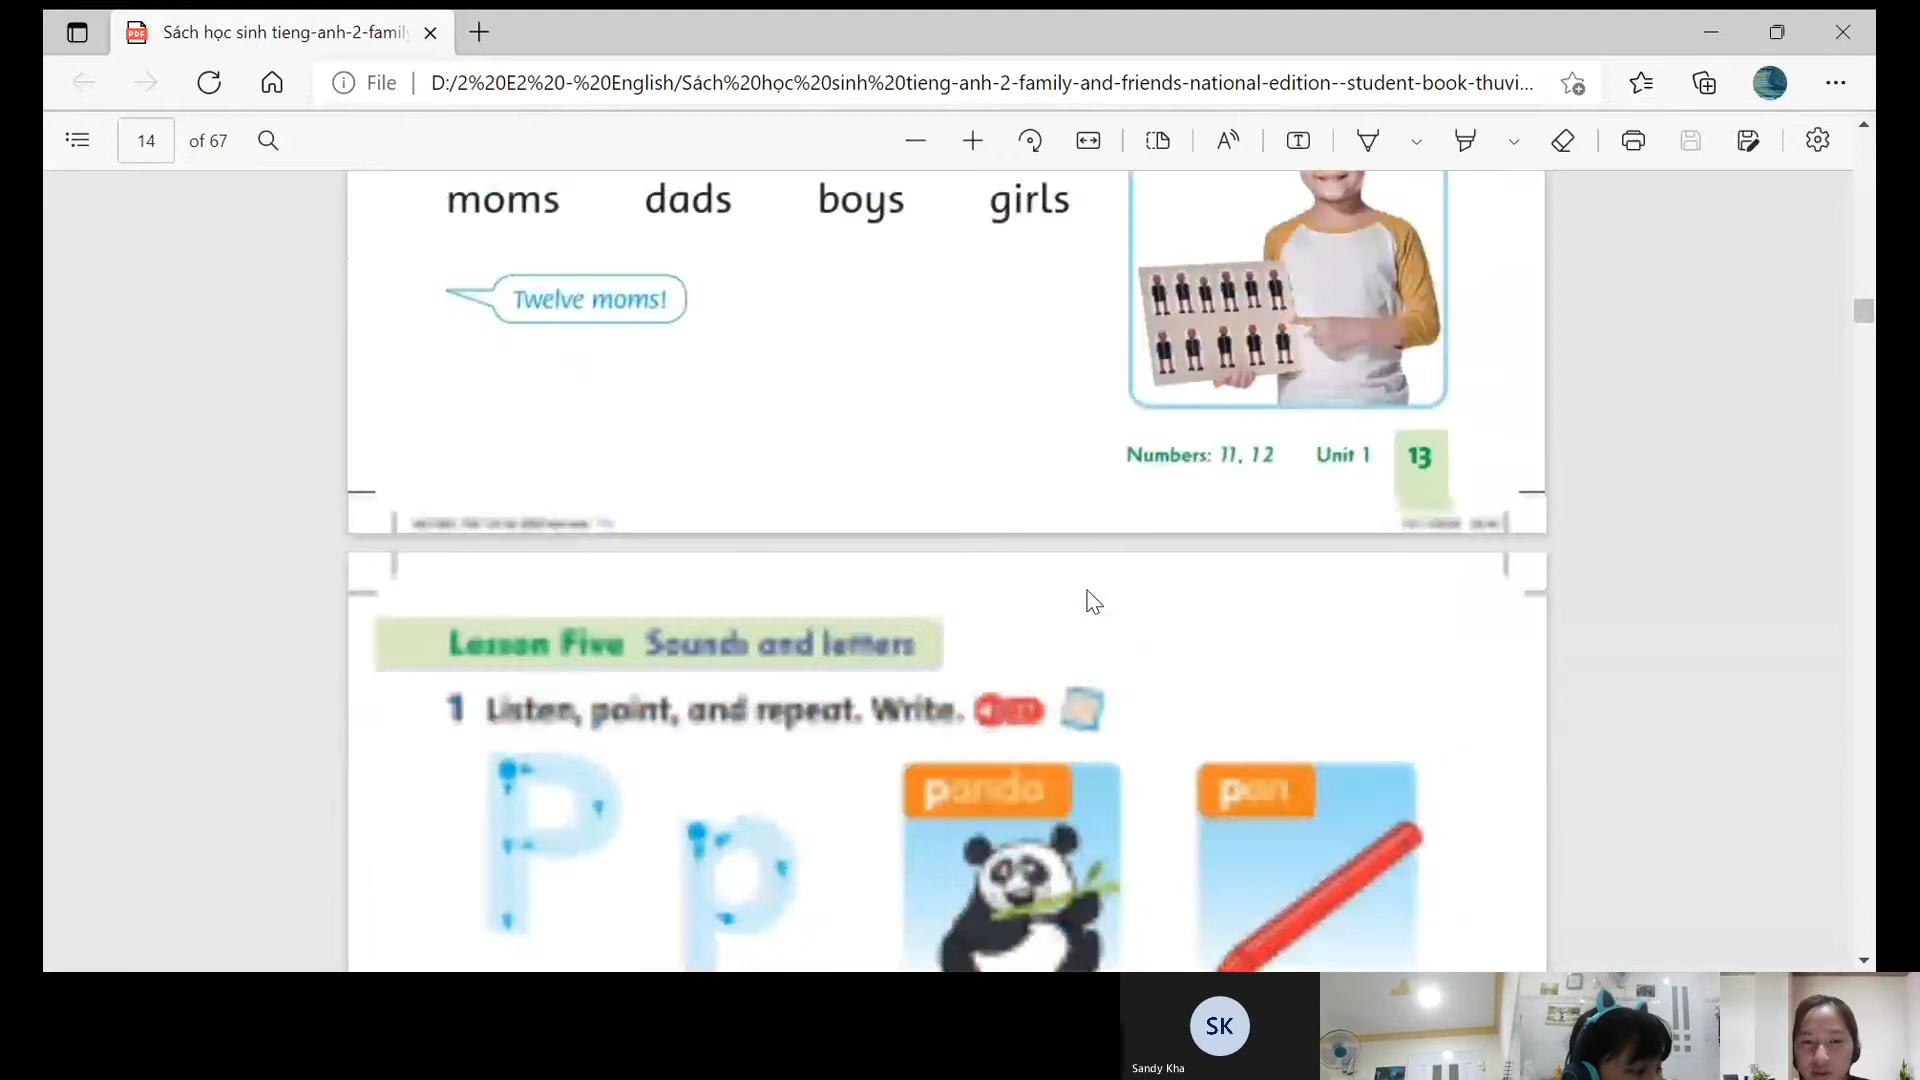 Sách học sinh tieng-anh-2-famil
File
D:/2%20E2%20-%20English/Sách%20học%20sinh%20tieng-anh-2-family-and-friends-national-edition--student-book-thuvi...
14 of 67
moms dads boys girls
Twelve moms!
Numbers: 11, 12 Unit 1 13
Lesson Five Sounds and letters
1 Listen, point, and repeat. Write.
P p
panda
pen
SK
Sandy Kha